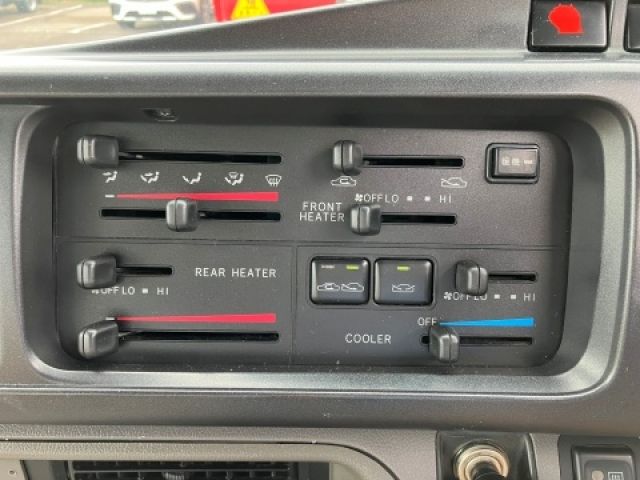 OFF LO HI
FRONT
HEATER
REAR HEATER
OFF LO HI
OFF LO HI
OFF
COOLER